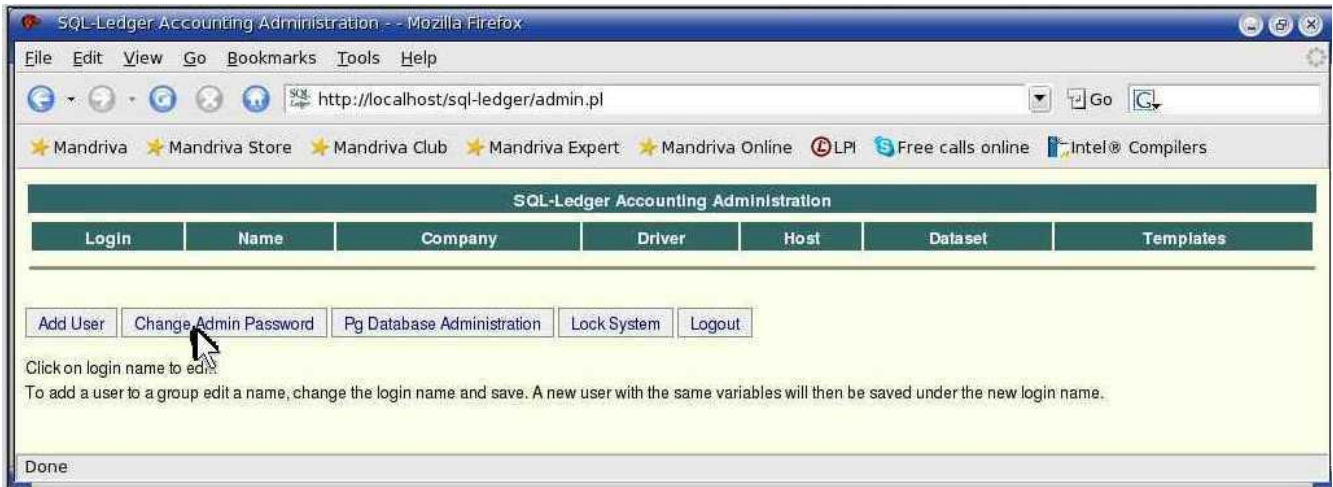 SQL-Ledger Accounting Administration - - Mozilla Firefox
File Edit View Go Bookmarks Tools Help
SQL- Ledger http://localhost/sql-ledger/admin.pl Go G
Mandriva Mandriva Store Mandriva Club Mandriva Expert Mandriva Online LPI Free calls online Intel® Compilers
SQL-Ledger Accounting Administration
Login Name Company Driver Host Dataset Templates
Add User Change Admin Password Pg Database Administration Lock System Logout
Click on login name to
To add a user to a group edit a name, change the login name and save. A new user with the same variables will then be saved under the new login name.
Done